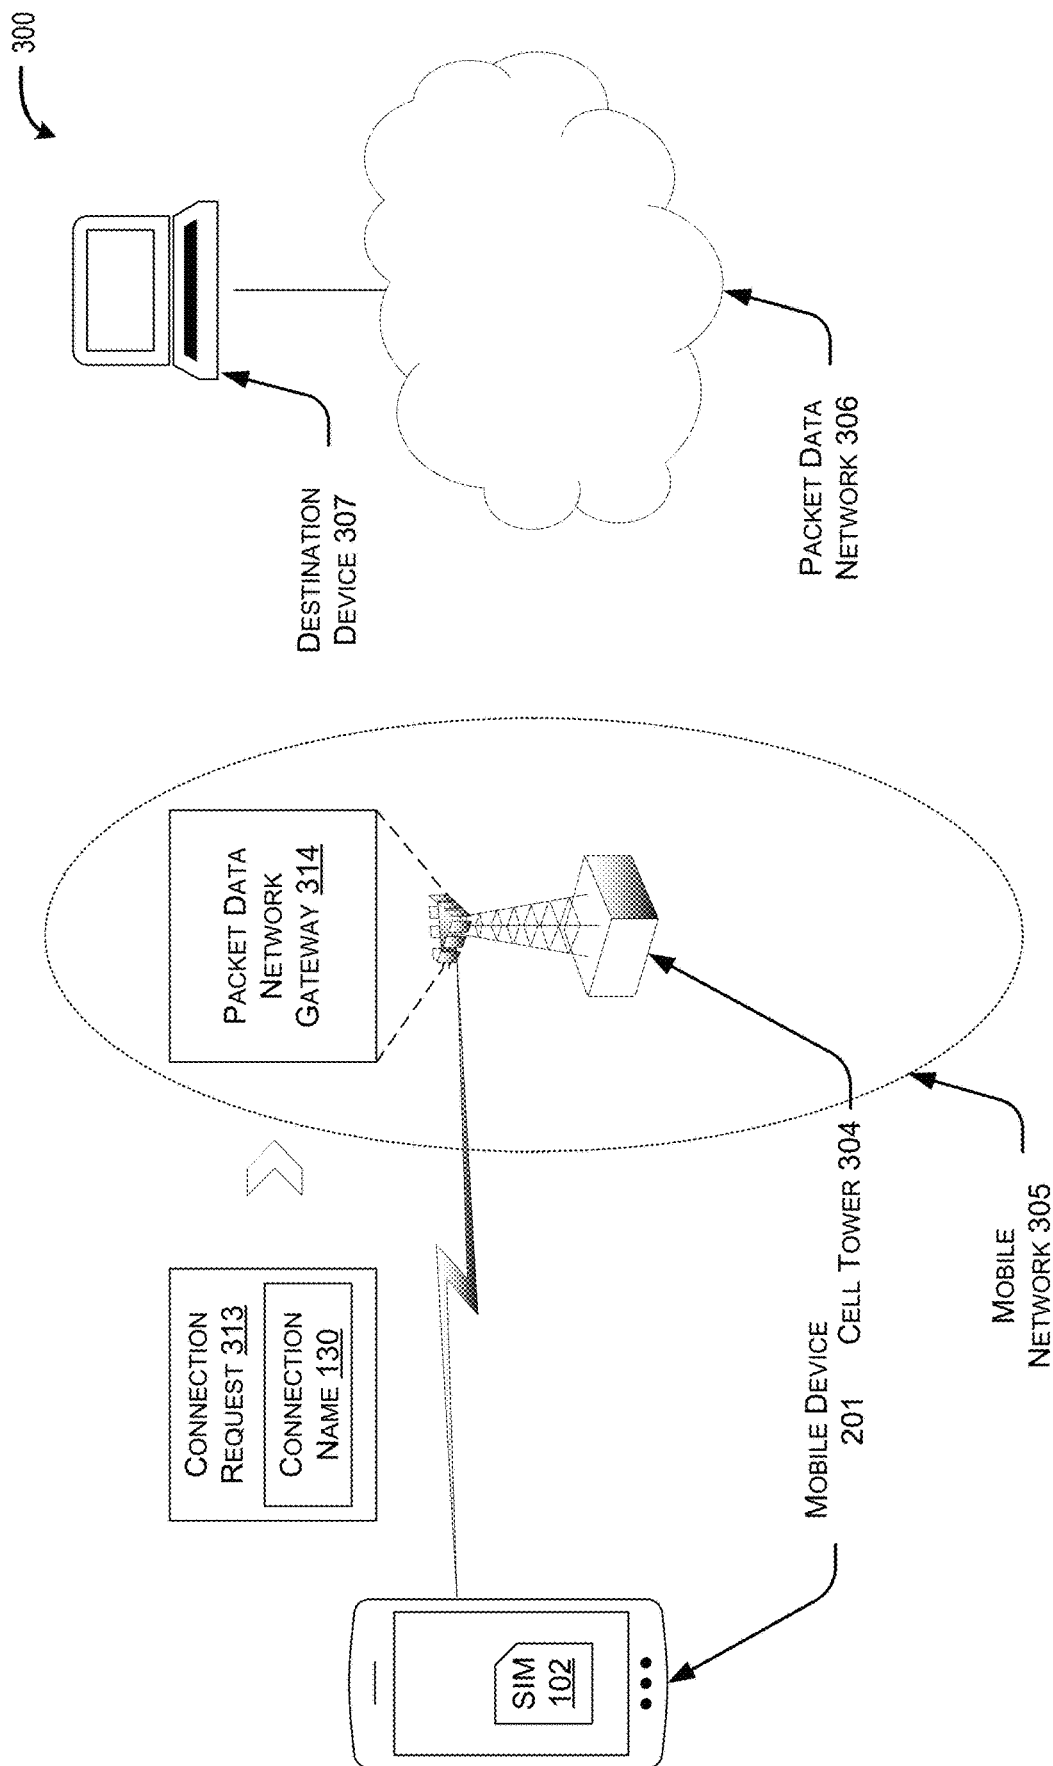 300
CONNECTION
REQUEST 313
CONNECTION
NAME 130
PACKET DATA
NETWORK
GATEWAY 314
DESTINATION
DEVICE 307
SIM
102
MOBILE DEVICE
201
CELL TOWER 304
PACKET DATA
NETWORK 306
MOBILE
NETWORK 305